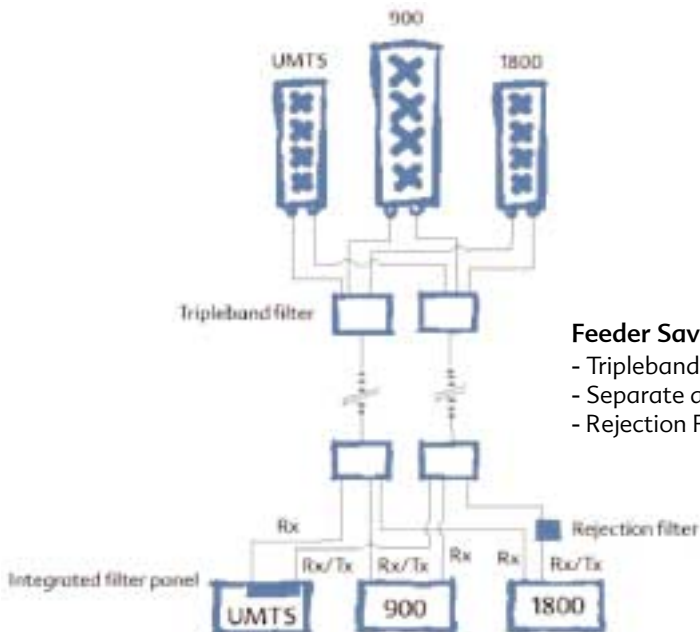 900
UMTS
1800
Tripleband filter
Feeder Sav
- Tripleband
- Separate
- Rejection
Rx
Rejection filter
Rx/Tx
Rx/Tx
Rx
Rx
Rx/Tx
Integrated filter panel
UMTS
900
1800